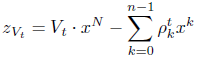 $z_{V_t} = V_t \cdot x^N - \sum_{k=0}^{n-1} \rho_k^t x^k$